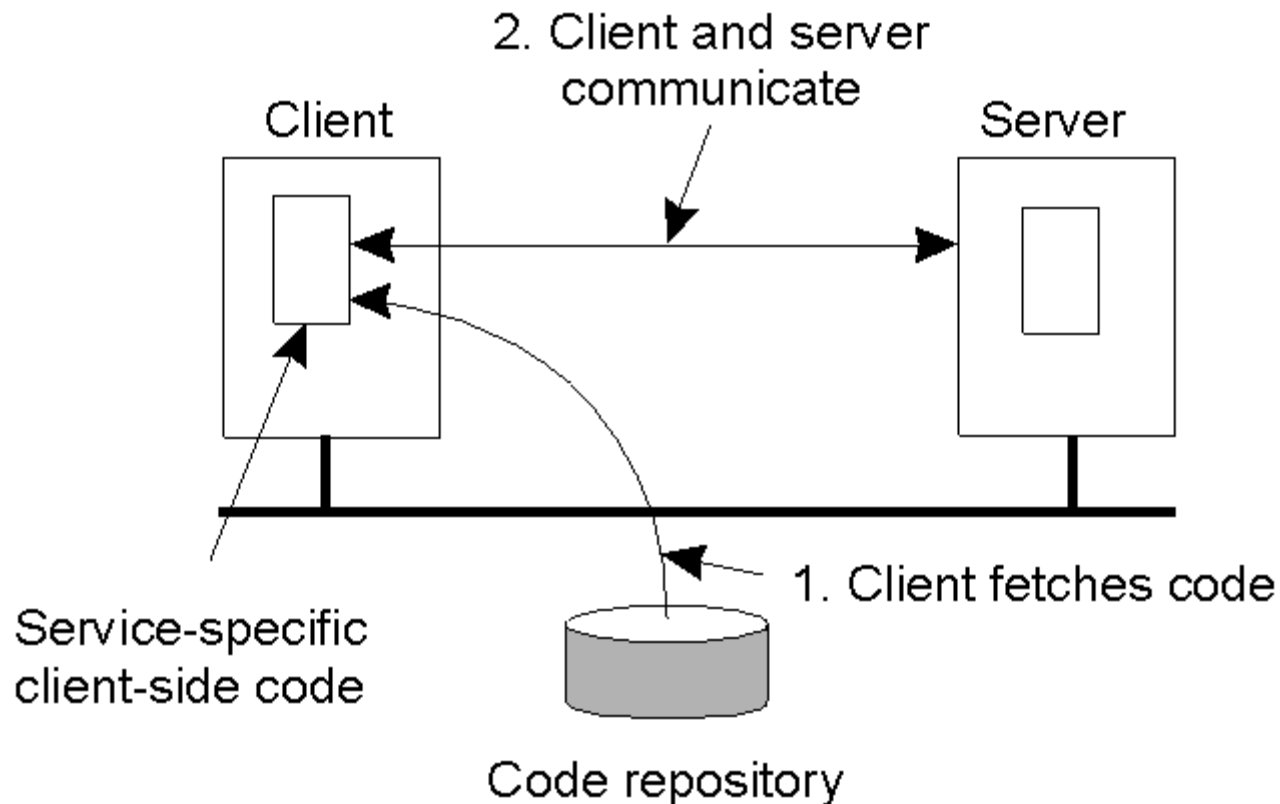 2. Client and server
communicate
Client
Server
1. Client fetches code
Service-specific
client-side code
Code repository